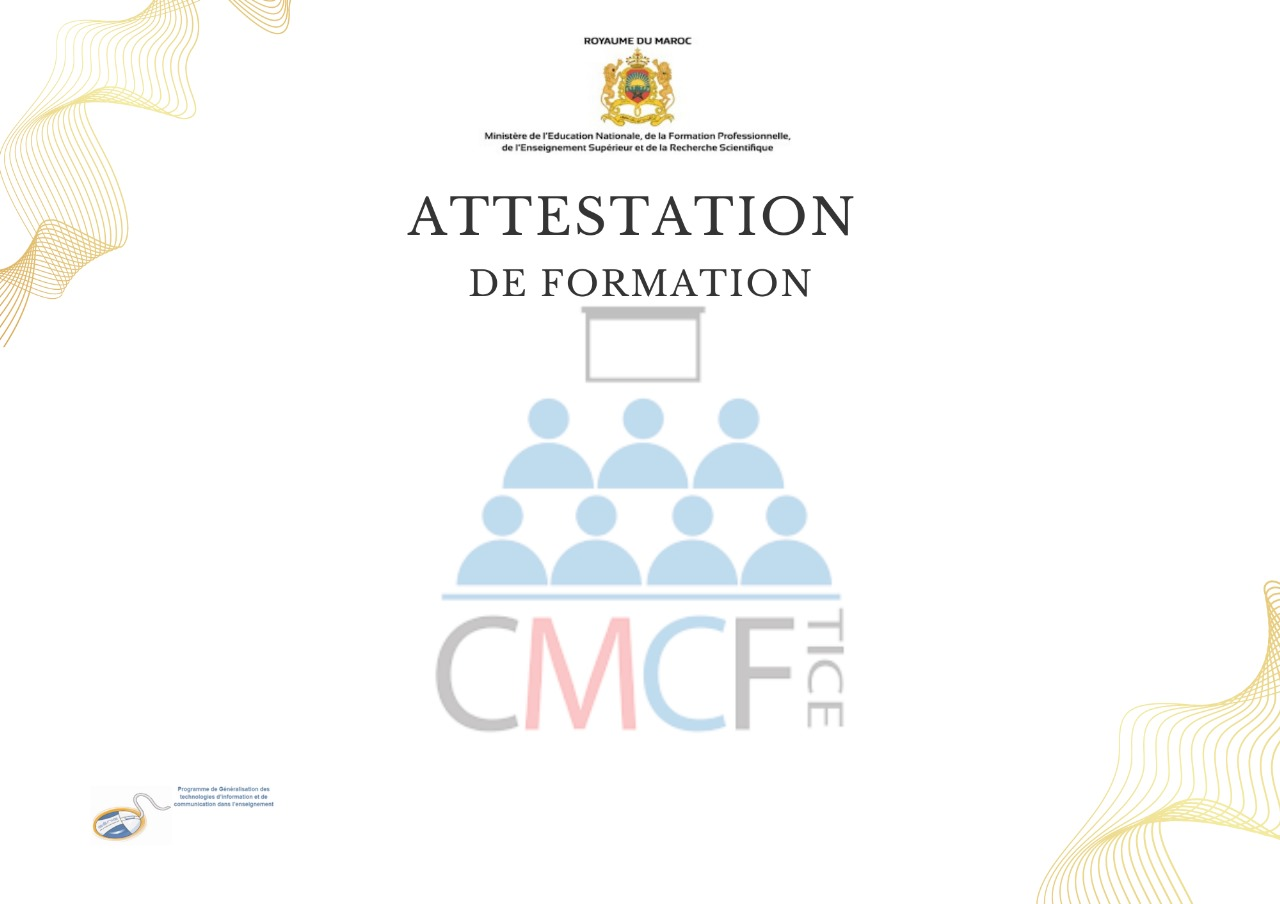 ROYAUME DU MAROC
Ministère de l'Education Nationale, de la Formation Professionnelle,
de l'Enseignement Supérieur et de la Recherche Scientifique
ATTESTATION
DE FORMATION
CMCF
TICE
Programme de Généralisation des
technologies d'information et de
communication dans l'enseignement